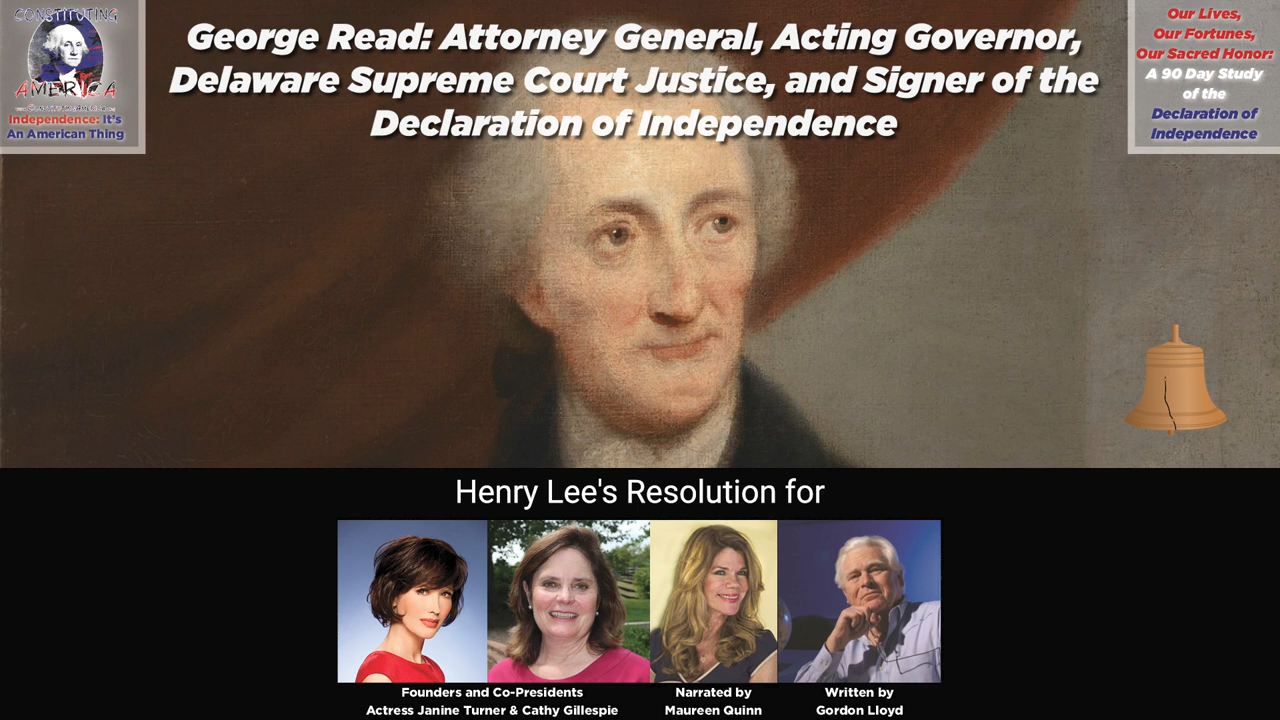 CONSTITUTING
AMERICA
Independence: It's
An American Thing
George Read: Attorney General, Acting Governor,
Delaware Supreme Court Justice, and Signer of the
Declaration of Independence
Our Lives,
Our Fortunes,
Our Sacred Honor:
A 90 Day Study
of the
Declaration of
Independence
Henry Lee's Resolution for
Founders and Co-Presidents
Actress Janine Turner & Cathy Gillespie
Narrated by
Maureen Quinn
Written by
Gordon Lloyd